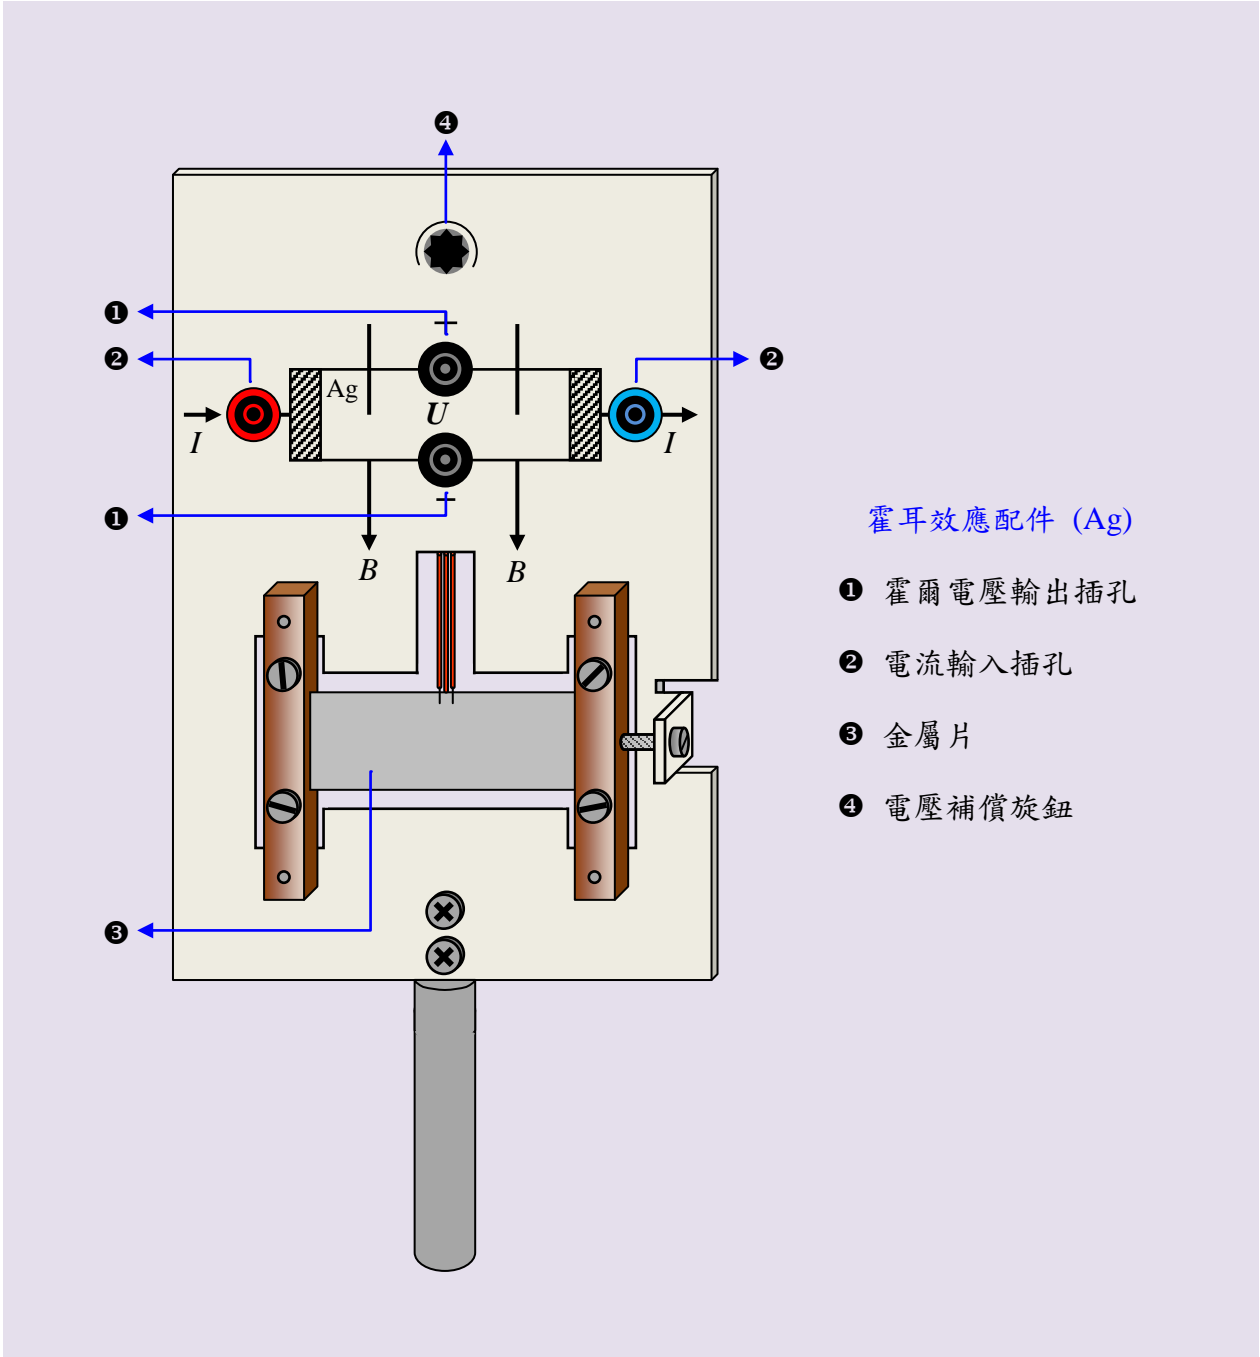 ❹
❶
❷
❷
Ag
U
I
I
❶
B
B
❸
霍耳效應配件 (Ag)
❶ 霍爾電壓輸出插孔
❷ 電流輸入插孔
❸ 金屬片
❹ 電壓補償旋鈕